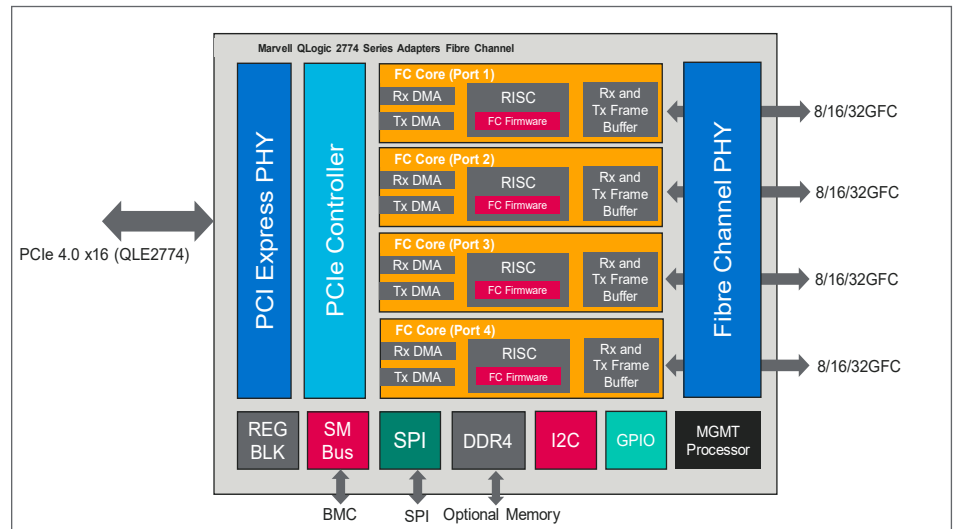 Marvell QLogic 2774 Series Adapters Fibre Channel
PCI Express PHY
PCIe Controller
FC Core (Port 1)
Rx DMA
Tx DMA
RISC
FC Firmware
Rx and
Tx Frame
Buffer
FC Core (Port 2)
Rx DMA
Tx DMA
RISC
FC Firmware
Rx and
Tx Frame
Buffer
FC Core (Port 3)
Rx DMA
Tx DMA
RISC
FC Firmware
Rx and
Tx Frame
Buffer
FC Core (Port 4)
Rx DMA
Tx DMA
RISC
FC Firmware
Rx and
Tx Frame
Buffer
Fibre Channel PHY
8/16/32GFC
8/16/32GFC
8/16/32GFC
8/16/32GFC
PCIe 4.0 x16 (QLE2774)
REG
BLK
SM
Bus
SPI
DDR4
I2C
GPIO
MGMT
Processor
BMC
SPI
Optional Memory